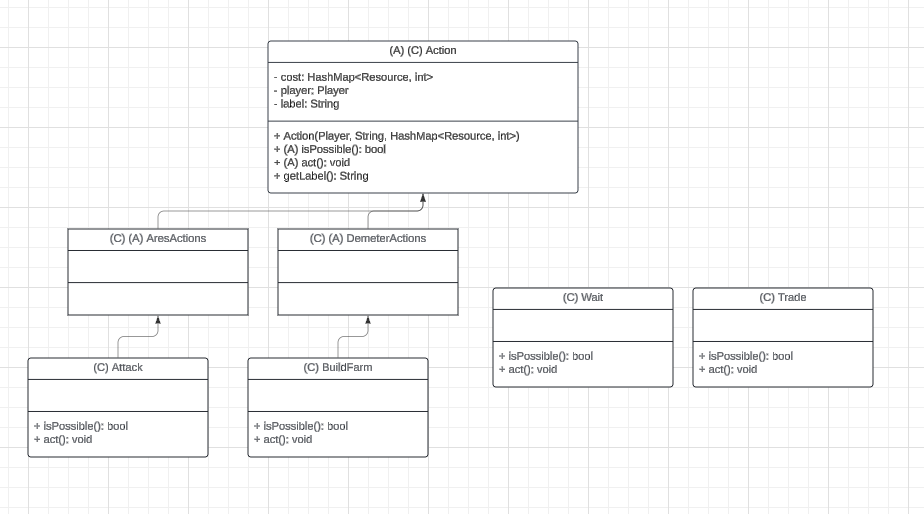 (A) (C) Action
- cost: HashMap<Resource, int>
- player: Player
- label: String
+ Action(Player, String, HashMap<Resource, int>)
+ (A) isPossible(): bool
+ (A) act(): void
+ getLabel(): String
(C) (A) AresActions
(C) (A) DemeterActions
(C) Wait
+ isPossible(): bool
+ act(): void
(C) Trade
+ isPossible(): bool
+ act(): void
(C) Attack
+ isPossible(): bool
+ act(): void
(C) BuildFarm
+ isPossible(): bool
+ act(): void